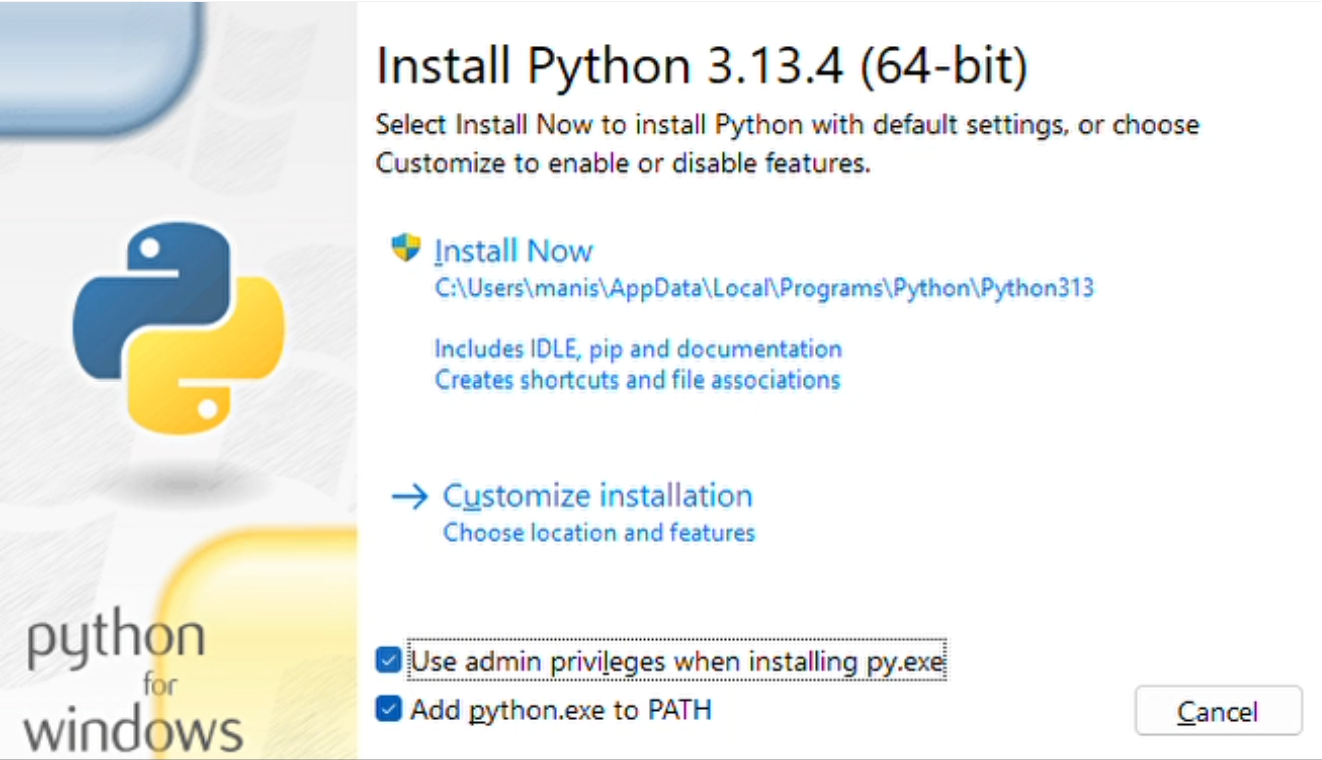 Install Python 3.13.4 (64-bit)
Select Install Now to install Python with default settings, or choose
Customize to enable or disable features.
Install Now
C:\Users\manis\AppData\Local\Programs\Python\Python313
Includes IDLE, pip and documentation
Creates shortcuts and file associations
Customize installation
Choose location and features
Use admin privileges when installing py.exe
Add python.exe to PATH
Cancel
python
for
windows